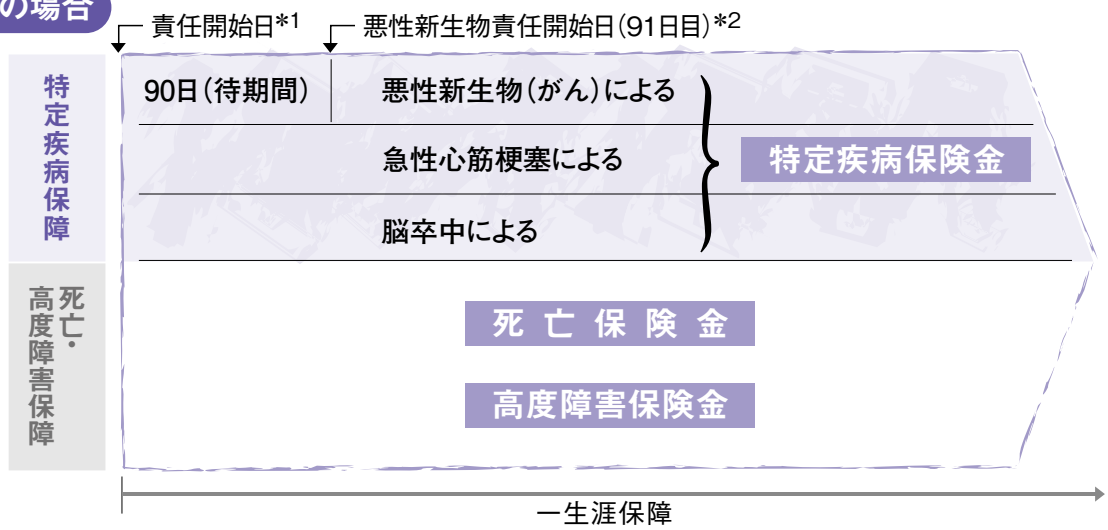 の場合
責任開始日*1
悪性新生物責任開始日(91日目)*2
特定疾病保障
90日(待期間)
悪性新生物(がん)による
急性心筋梗塞による
脳卒中による
特定疾病保険金
死亡・
高度障害保障
死亡保険金
高度障害保険金
一生涯保障